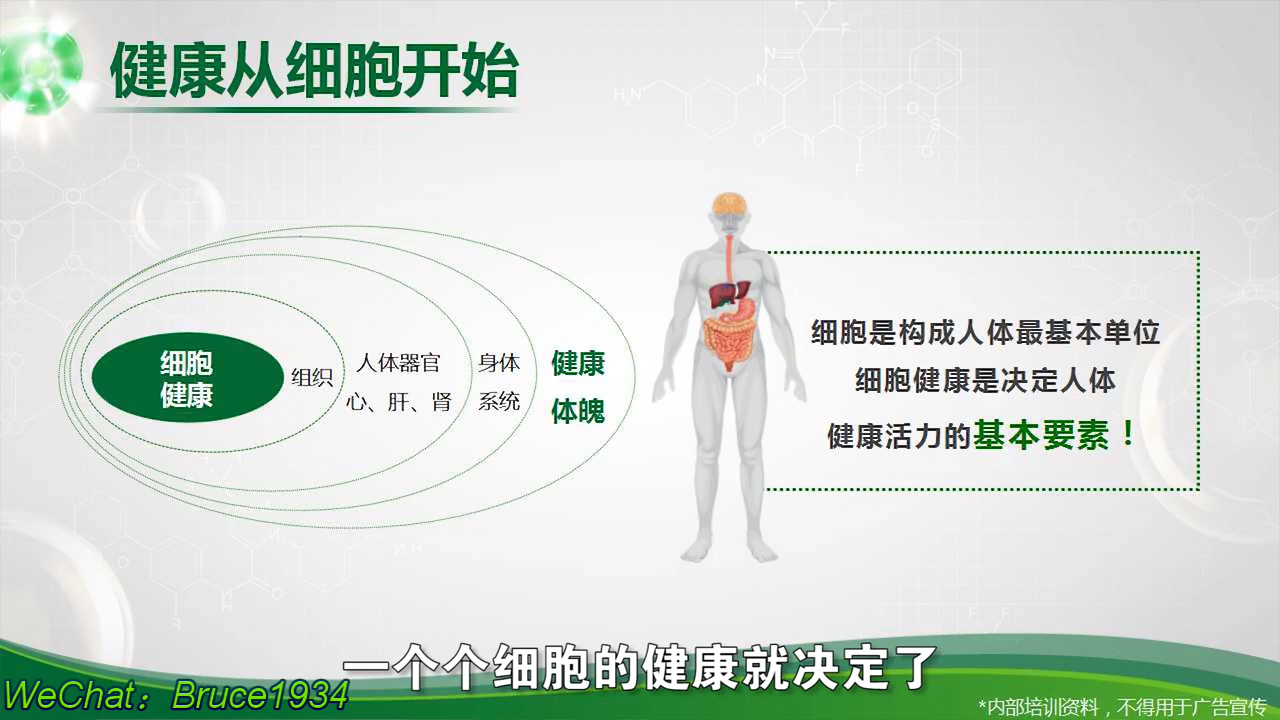 健康从细胞开始
细胞
健康
组织
人体器官
心、肝、肾
身体
系统
健康
体魄
细胞是构成人体最基本单位
细胞健康是决定人体
健康活力的基本要素！
一个个细胞的健康就决定了
WeChat：Bruce1934
*内部培训资料，不得用于广告宣传